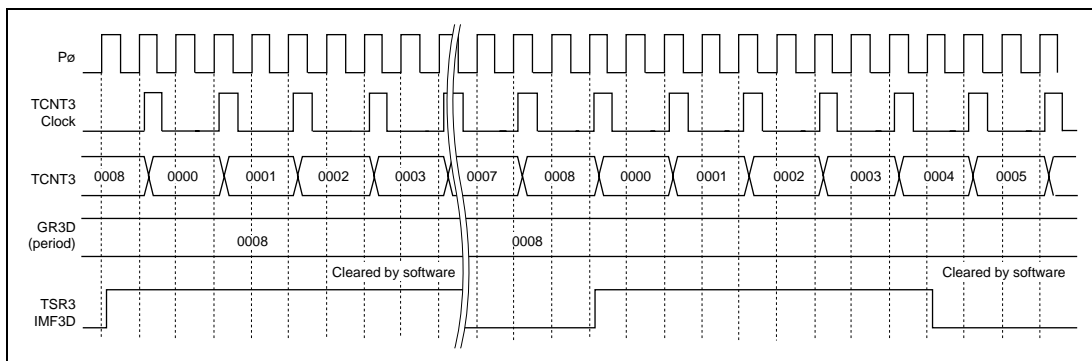 Pø
TCNT3
Clock
TCNT3
0008 0000 0001 0002 0003 0007 0008 0000 0001 0002 0003 0004 0005
GR3D
(period)
0008 0008
Cleared by software Cleared by software
TSR3
IMF3D